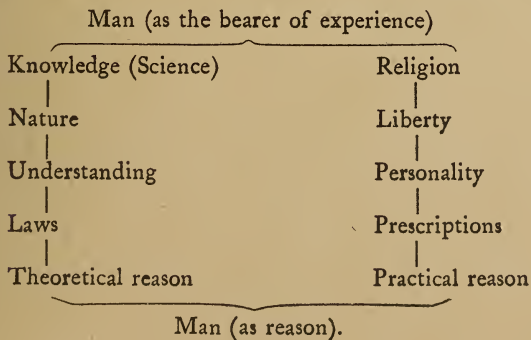 Man (as the bearer of experience)
Knowledge (Science) Religion
Nature Liberty
Understanding Personality
Laws Prescriptions
Theoretical reason Practical reason
Man (as reason).